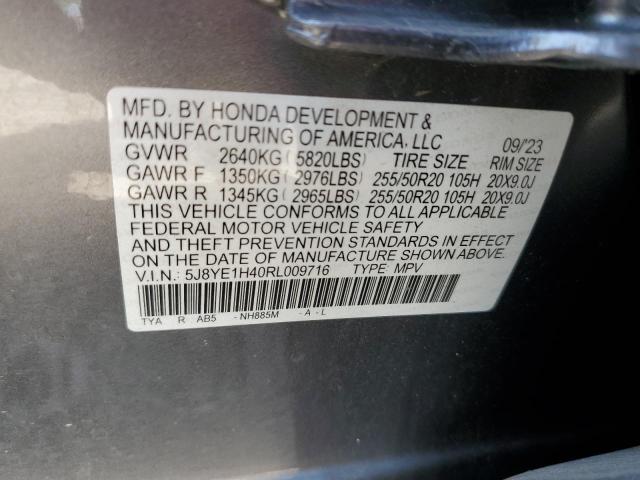 MFD. BY HONDA DEVELOPMENT &
MANUFACTURING OF AMERICA, LLC 09/'23
GVWR 2640KG (5820LBS) TIRE SIZE RIM SIZE
GAWR F 1350KG (2976LBS) 255/50R20 105H 20X9.0J
GAWR R 1345KG (2965LBS) 255/50R20 105H 20X9.0J
THIS VEHICLE CONFORMS TO ALL APPLICABLE
FEDERAL MOTOR VEHICLE SAFETY
AND THEFT PREVENTION STANDARDS IN EFFECT
ON THE DATE OF MANUFACTURE SHOWN ABOVE.
V.I.N.: 5J8YE1H40RL009716 TYPE: MPV
TYA R AB5 -NH885M -A-L